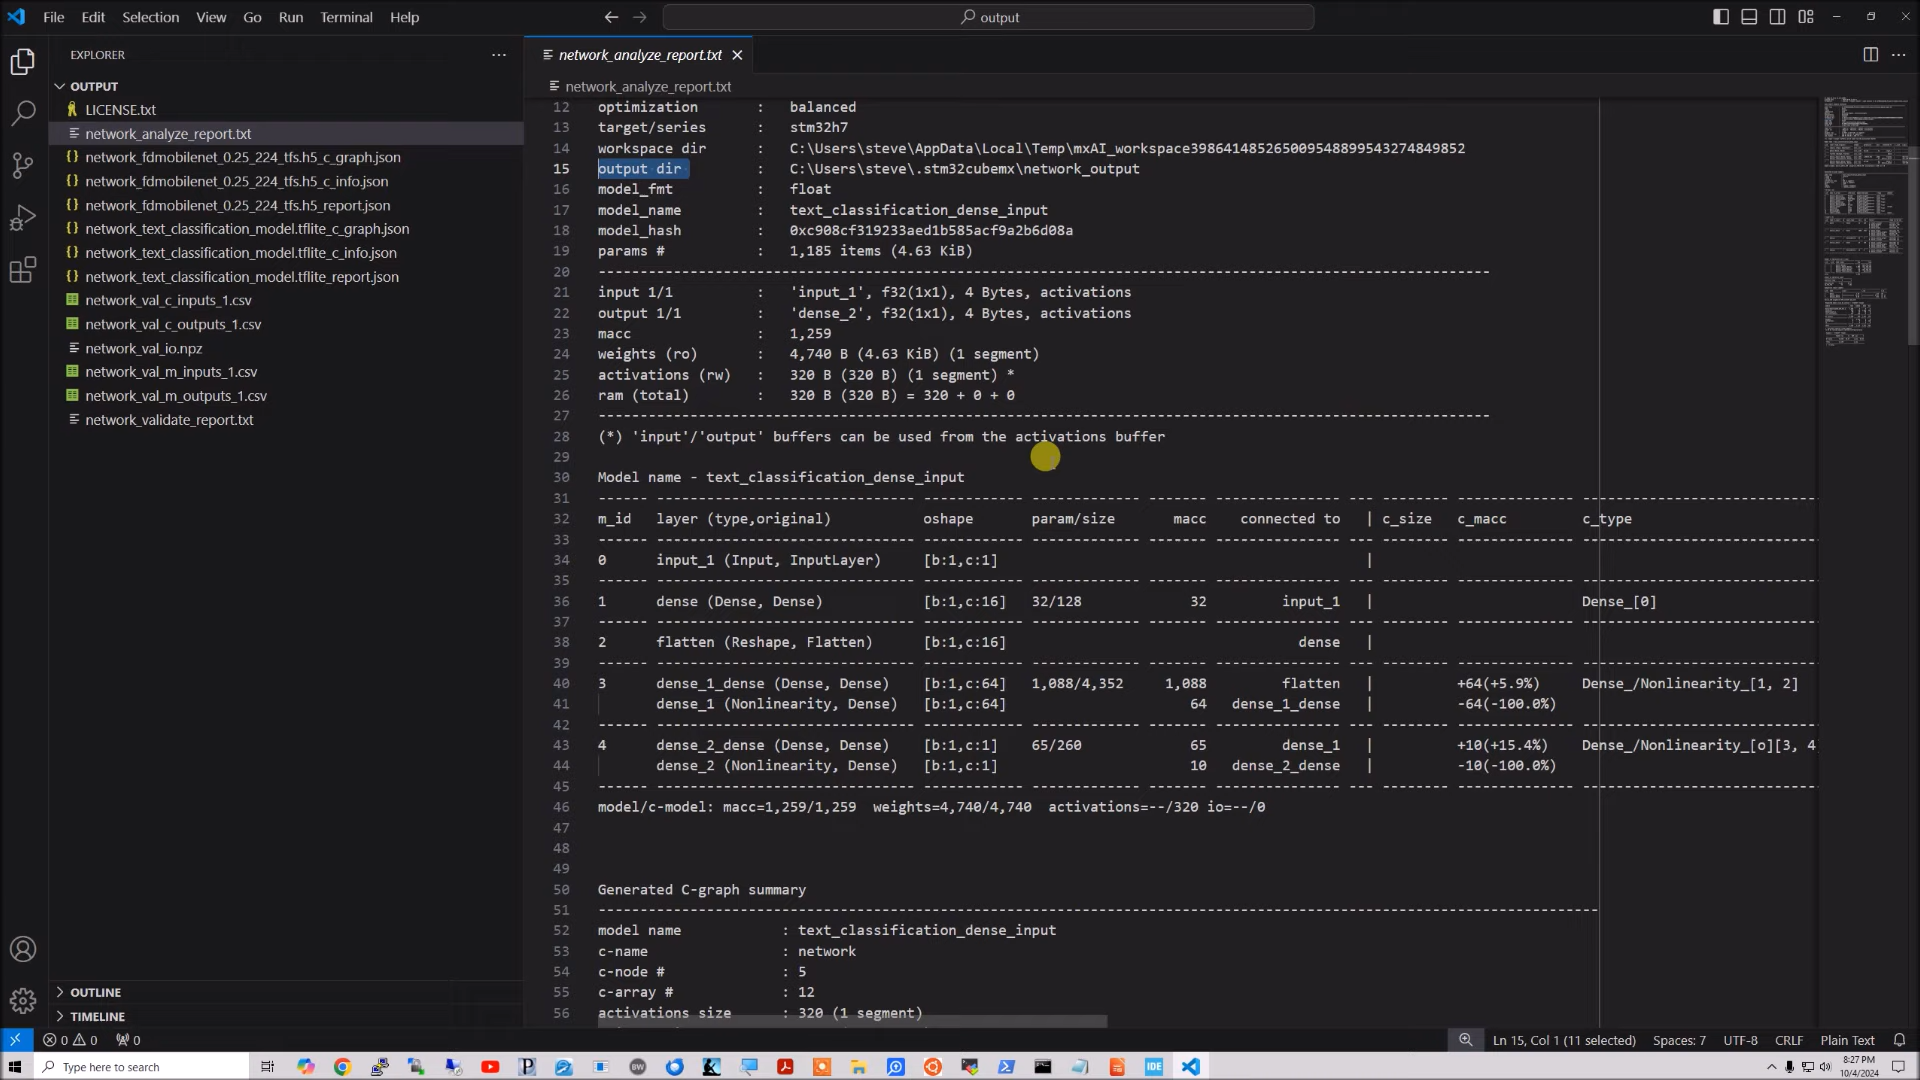 File Edit Selection View Go Run Terminal Help
output
EXPLORER
OUTPUT
LICENSE.txt
network_analyze_report.txt
network_fdmobilenet_0.25_224_tfs.h5_c_graph.json
network_fdmobilenet_0.25_224_tfs.h5_c_info.json
network_fdmobilenet_0.25_224_tfs.h5_report.json
network_text_classification_model.tflite_c_graph.json
network_text_classification_model.tflite_c_info.json
network_text_classification_model.tflite_report.json
network_val_c_inputs_1.csv
network_val_c_outputs_1.csv
network_val_io.npz
network_val_m_inputs_1.csv
network_val_m_outputs_1.csv
network_validate_report.txt
OUTLINE
TIMELINE
network_analyze_report.txt
network_analyze_report.txt
12 optimization : balanced
13 target/series : stm32h7
14 workspace dir : C:\Users\steve\AppData\Local\Temp\mxAI_workspace39864148526500954889954327484​9852
15 output dir : C:\Users\steve\.stm32cubemx\network_output
16 model_fmt : float
17 model_name : text_classification_dense_input
18 model_hash : 0xc908cf319233aed1b585acf9a2b6d08a
19 params # : 1,185 items (4.63 KiB)
20 ------------------------------------------------------------
21 input 1/1 : 'input_1', f32(1x1), 4 Bytes, activations
22 output 1/1 : 'dense_2', f32(1x1), 4 Bytes, activations
23 macc : 1,259
24 weights (ro) : 4,740 B (4.63 KiB) (1 segment)
25 activations (rw) : 320 B (320 B) (1 segment) *
26 ram (total) : 320 B (320 B) = 320 + 0 + 0
27 ------------------------------------------------------------
28 (*) 'input'/'output' buffers can be used from the activations buffer
29
30 Model name - text_classification_dense_input
31 ------------------------------------------------------------
32 m_id layer (type,original) oshape param/size macc connected to | c_size c_macc c_type
33 ------------------------------------------------------------
34 0 input_1 (Input, InputLayer) [b:1,c:1] |
35 ------------------------------------------------------------
36 1 dense (Dense, Dense) [b:1,c:16] 32/128 32 input_1 | Dense_[0]
37 ------------------------------------------------------------
38 2 flatten (Reshape, Flatten) [b:1,c:16] dense |
39 ------------------------------------------------------------
40 3 dense_1_dense (Dense, Dense) [b:1,c:64] 1,088/4,352 1,088 flatten | +64(+5.9%) Dense_/Nonlinearity_[1, 2]
41 dense_1 (Nonlinearity, Dense) [b:1,c:64] 64 dense_1_dense | -64(-100.0%)
42 ------------------------------------------------------------
43 4 dense_2_dense (Dense, Dense) [b:1,c:1] 65/260 65 dense_1 | +10(+15.4%) Dense_/Nonlinearity_[o][3, 4
44 dense_2 (Nonlinearity, Dense) [b:1,c:1] 10 dense_2_dense | -10(-100.0%)
45 ------------------------------------------------------------
46 model/c-model: macc=1,259/1,259 weights=4,740/4,740 activations=--/320 io=--/0
47
48
49
50 Generated C-graph summary
51 ------------------------------------------------------------
52 model name : text_classification_dense_input
53 c-name : network
54 c-node # : 5
55 c-array # : 12
56 activations size : 320 (1 segment)
0 0 0 Ln 15, Col 1 (11 selected) Spaces: 7 UTF-8 CRLF Plain Text
Type here to search
BW
IDE
8:27 PM
10/4/2024